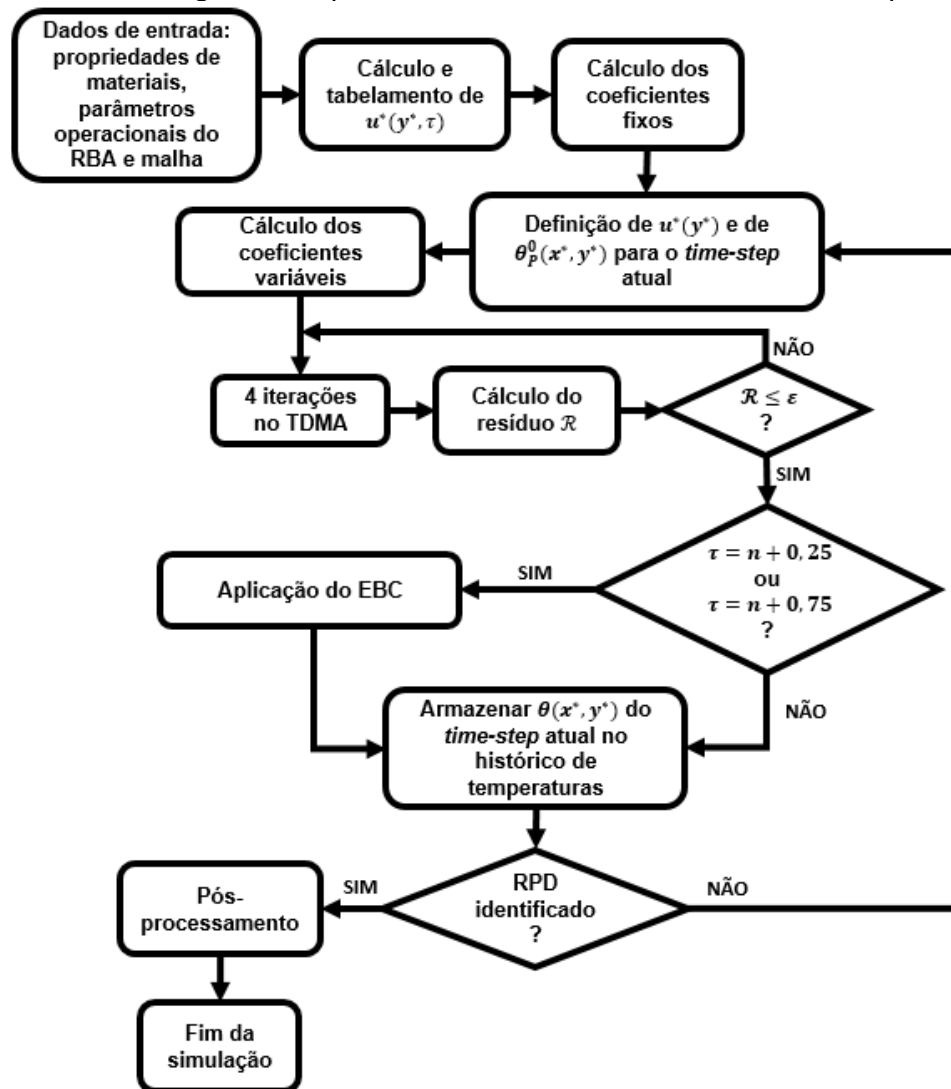 Dados de entrada:
propriedades de
materiais,
parâmetros
operacionais do
RBA e malha
Cálculo e
tabelamento de
u*(y*, τ)
Cálculo dos
coeficientes
fixos
Cálculo dos
coeficientes
variáveis
Definição de u*(y*) e de
θ_P^0(x*, y*) para o time-step
atual
4 iterações
no TDMA
Cálculo do
resíduo ℛ
ℛ ≤ ε
?
NÃO
SIM
τ = n + 0, 25
ou
τ = n + 0, 75
?
SIM
Aplicação do EBC
NÃO
Armazenar θ(x*, y*) do
time-step atual no
histórico de
temperaturas
RPD
identificado
?
SIM
NÃO
Pós-
processamento
Fim da
simulação